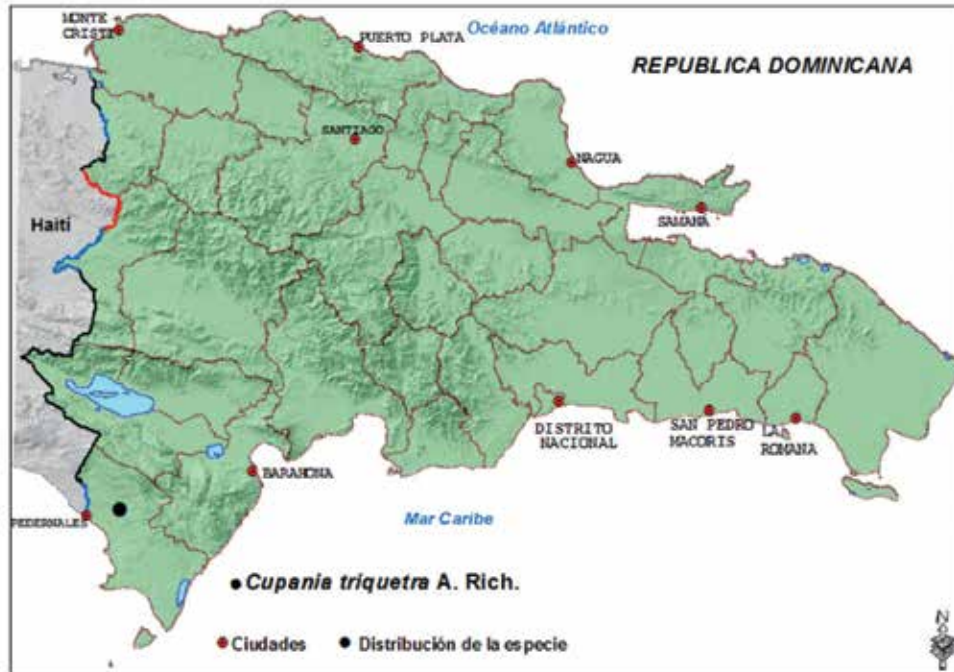 MONTE
CRISTI
PUERTO PLATA
Océano Atlántico
REPUBLICA DOMINICANA
SANTIAGO
NAGUA
SAMANA
Haití
DISTRITO
NACIONAL
SAN PEDRO
MACORIS
LA
ROMANA
BARAHONA
PEDERNALES
Mar Caribe
Cupania triquetra A. Rich.
Ciudades
Distribución de la especie
N